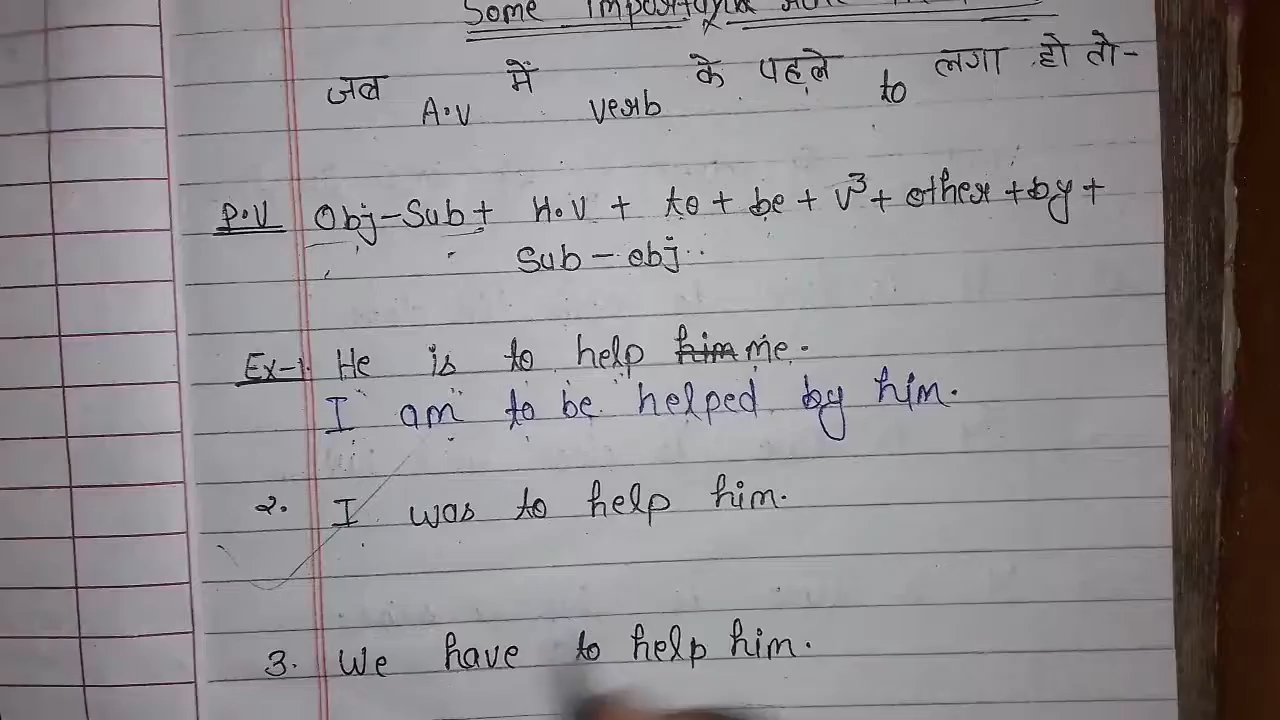 Some Important
जब A.V में verb के पहले to लगा हो तो-
P.V Obj-Sub + H.V + to + be + V³ + other + by +
Sub - obj..
Ex-1. He is to help him me.
I am to be helped by him.
2. I was to help him.
3. We have to help him.